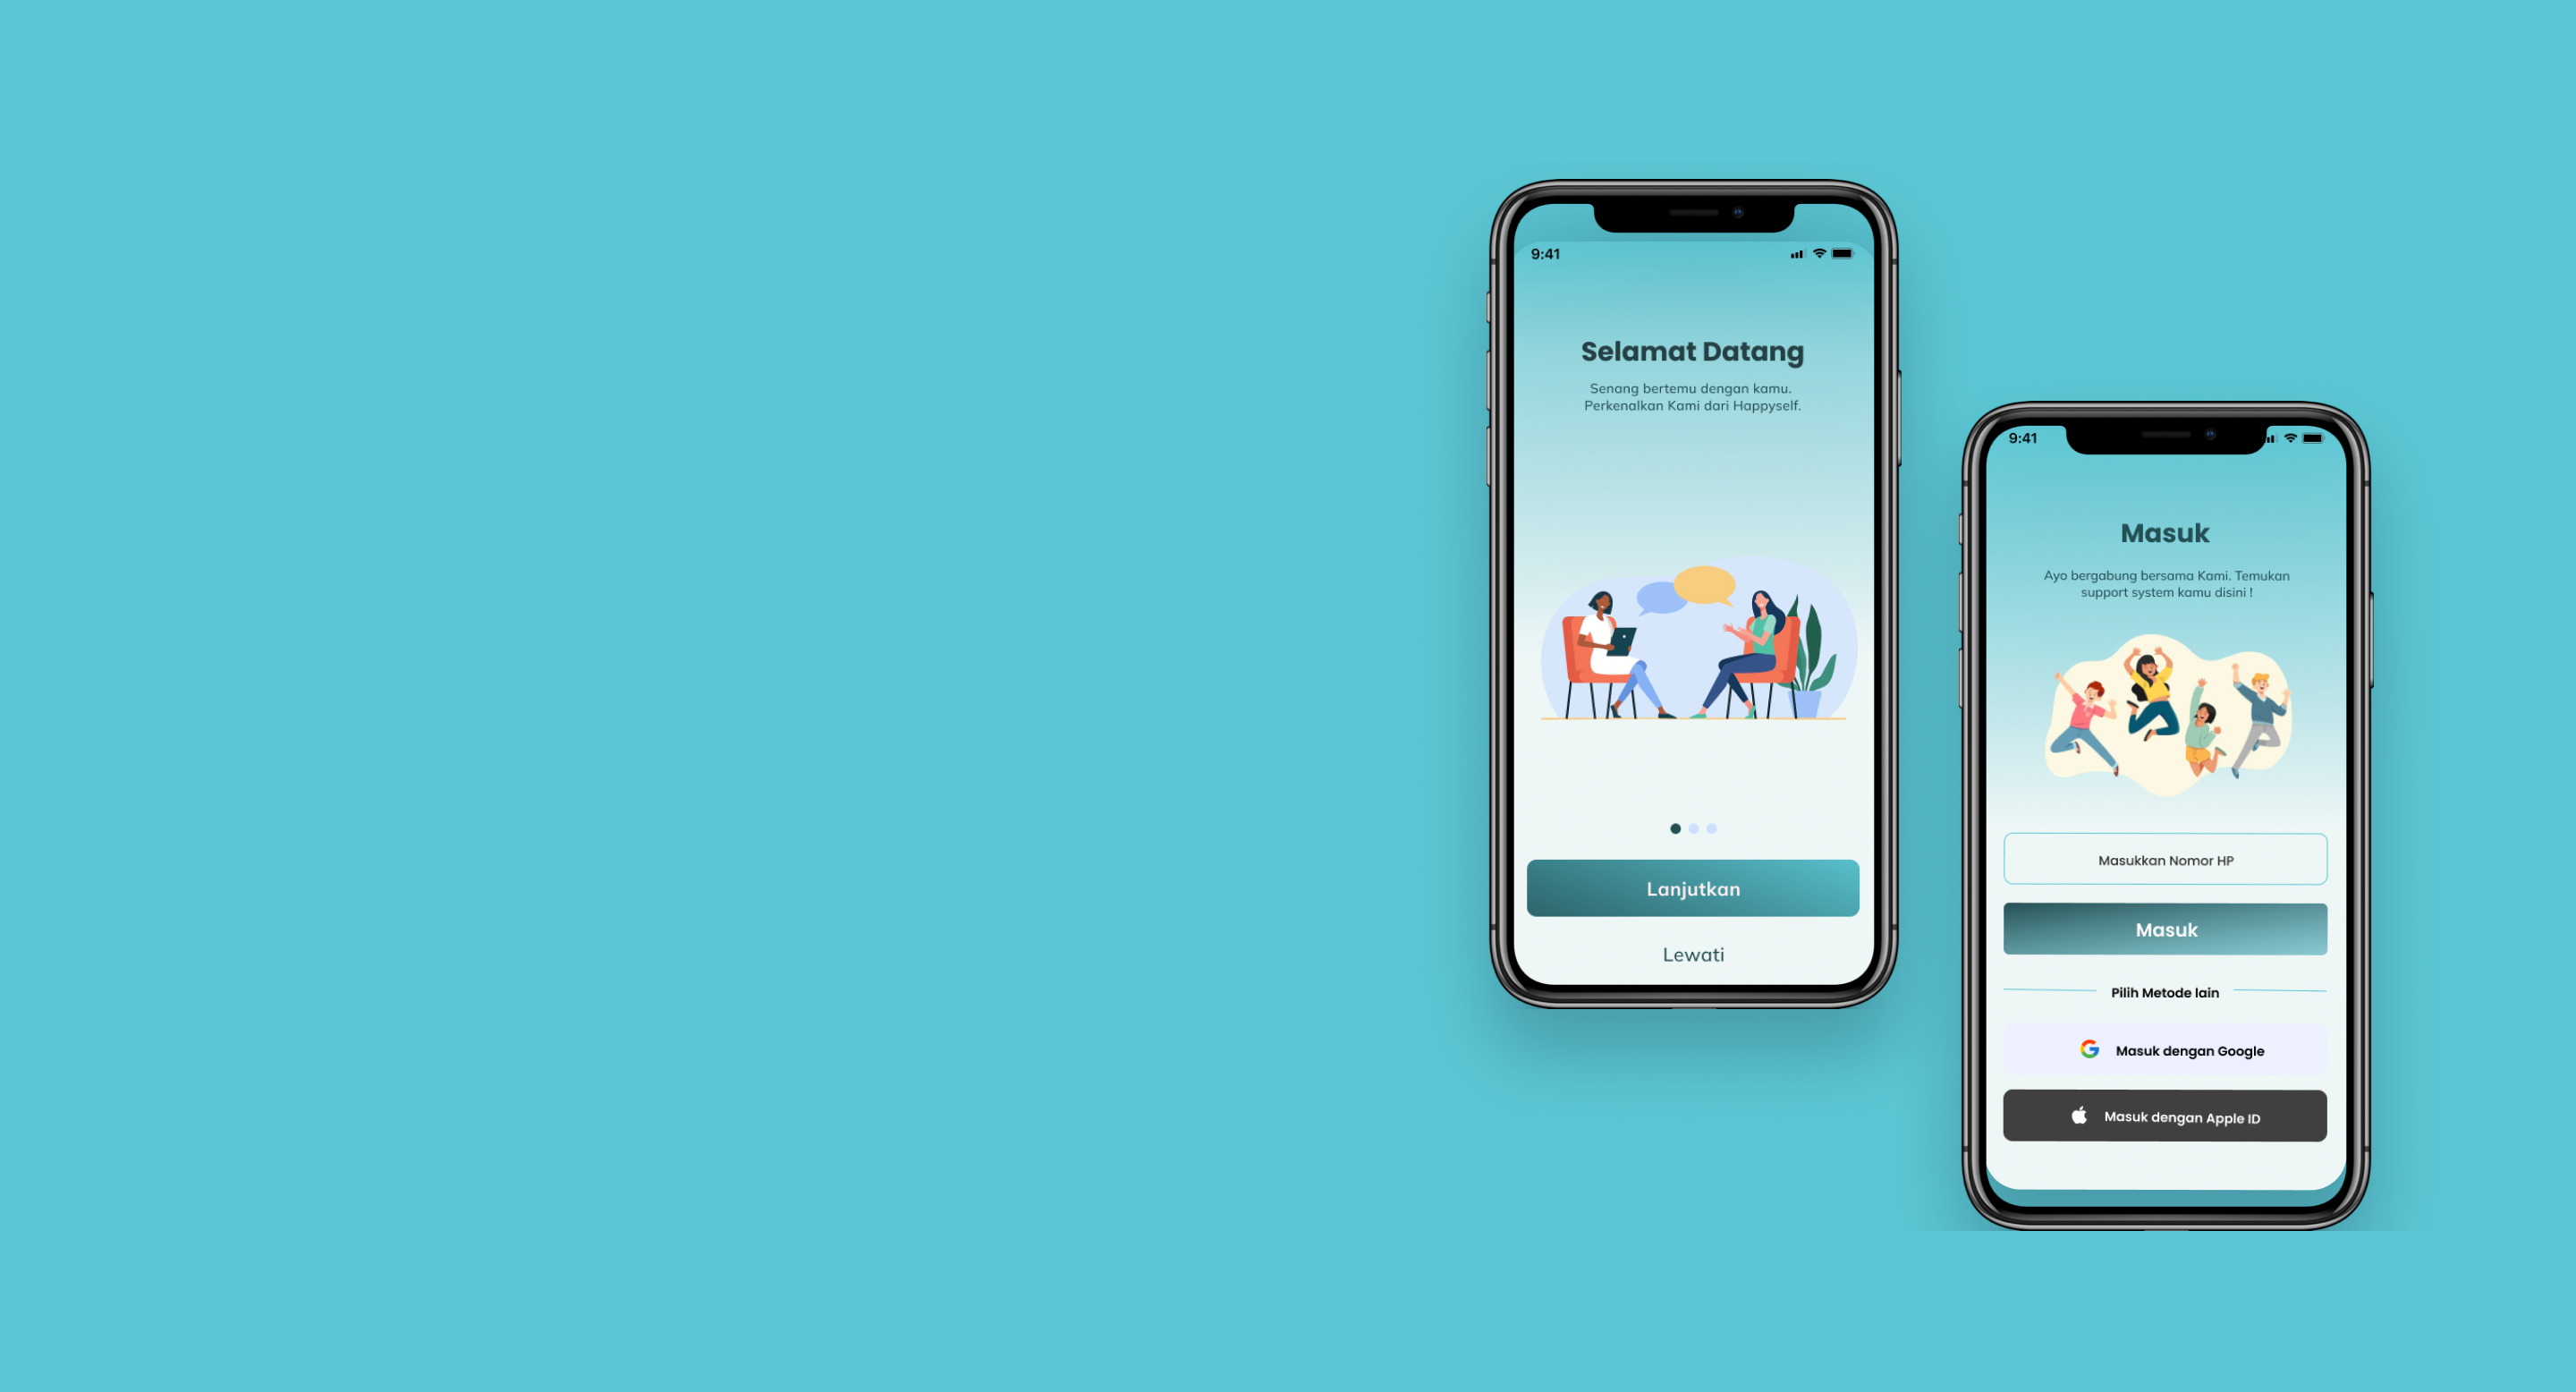 9:41
Selamat Datang
Senang bertemu dengan kamu.
Perkenalkan Kami dari Happyself.
Lanjutkan
Lewati
9:41
Masuk
Ayo bergabung bersama Kami. Temukan
support system kamu disini !
Masukkan Nomor HP
Masuk
Pilih Metode lain
Masuk dengan Google
Masuk dengan Apple ID